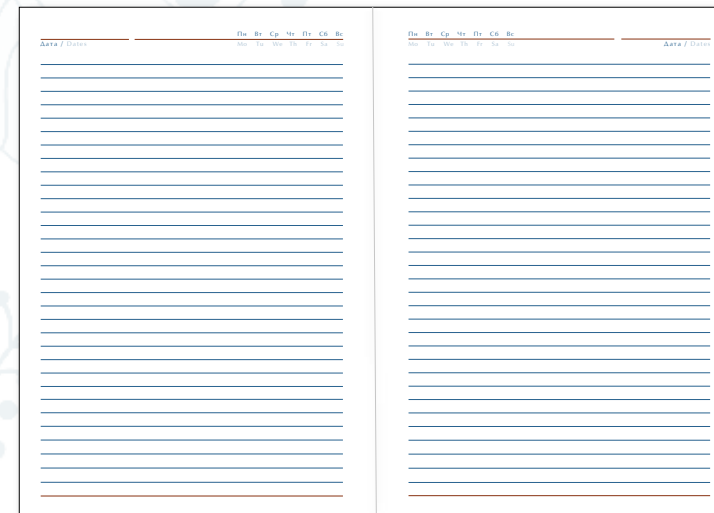 Пн Вт Ср Чт Пт Сб Вс
Дата / Dates Mo Tu We Th Fr Sa Su
Пн Вт Ср Чт Пт Сб Вс
Mo Tu We Th Fr Sa Su Дата / Dates